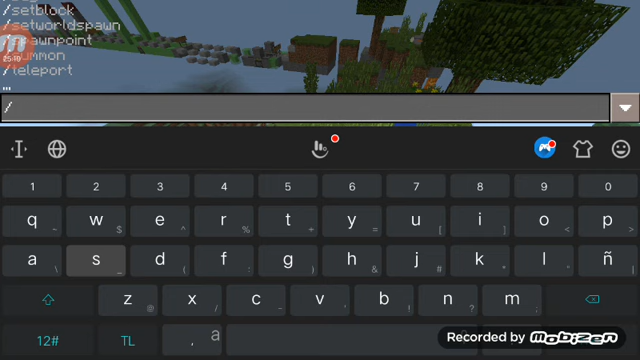 /setblock
/setworldspawn
/spawnpoint
/summon
/teleport
...
/
1 2 3 4 5 6 7 8 9 0
q ~ w $ e ^ r % t + y = u [ i ] o < p >
a \ s _ d ( f : g ) h & j # k * l " ñ |
z @ x / c - v ' b ! n ? m ;
12# TL , a
Recorded by mobizen